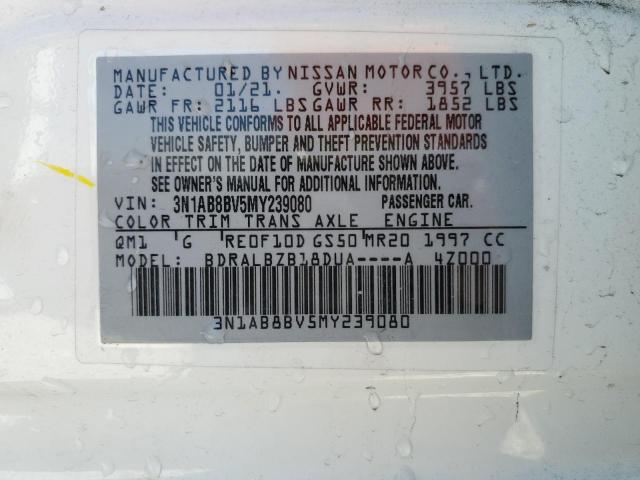 MANUFACTURED BY NISSAN MOTOR CO., LTD.
DATE: 01/21. GVWR: 3957 LBS
GAWR FR: 2116 LBS GAWR RR: 1852 LBS
THIS VEHICLE CONFORMS TO ALL APPLICABLE FEDERAL MOTOR
VEHICLE SAFETY, BUMPER AND THEFT PREVENTION STANDARDS
IN EFFECT ON THE DATE OF MANUFACTURE SHOWN ABOVE.
SEE OWNER'S MANUAL FOR ADDITIONAL INFORMATION.
VIN: 3N1AB8BV5MY239080 PASSENGER CAR.
COLOR TRIM TRANS AXLE ENGINE
QM1 G RE0F10D GS50 MR20 1997 CC
MODEL: BDRALBZB18DUA----A 4Z000
3N1AB8BV5MY239080